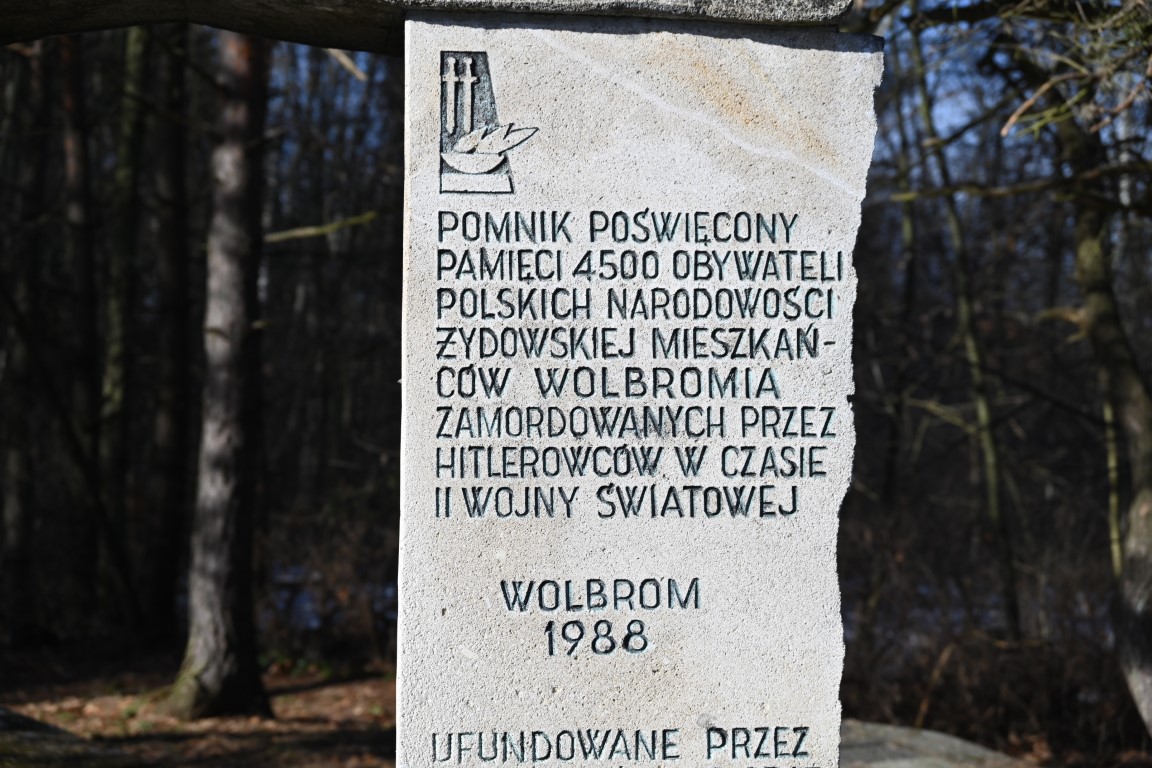 POMNIK POŚWIĘCONY
PAMIĘCI 4500 OBYWATELI
POLSKICH NARODOWOŚCI
ŻYDOWSKIEJ MIESZKAŃ-
CÓW WOLBROMIA
ZAMORDOWANYCH PRZEZ
HITLEROWCÓW W CZASIE
II WOJNY ŚWIATOWEJ
WOLBROM
1988
UFUNDOWANE PRZEZ